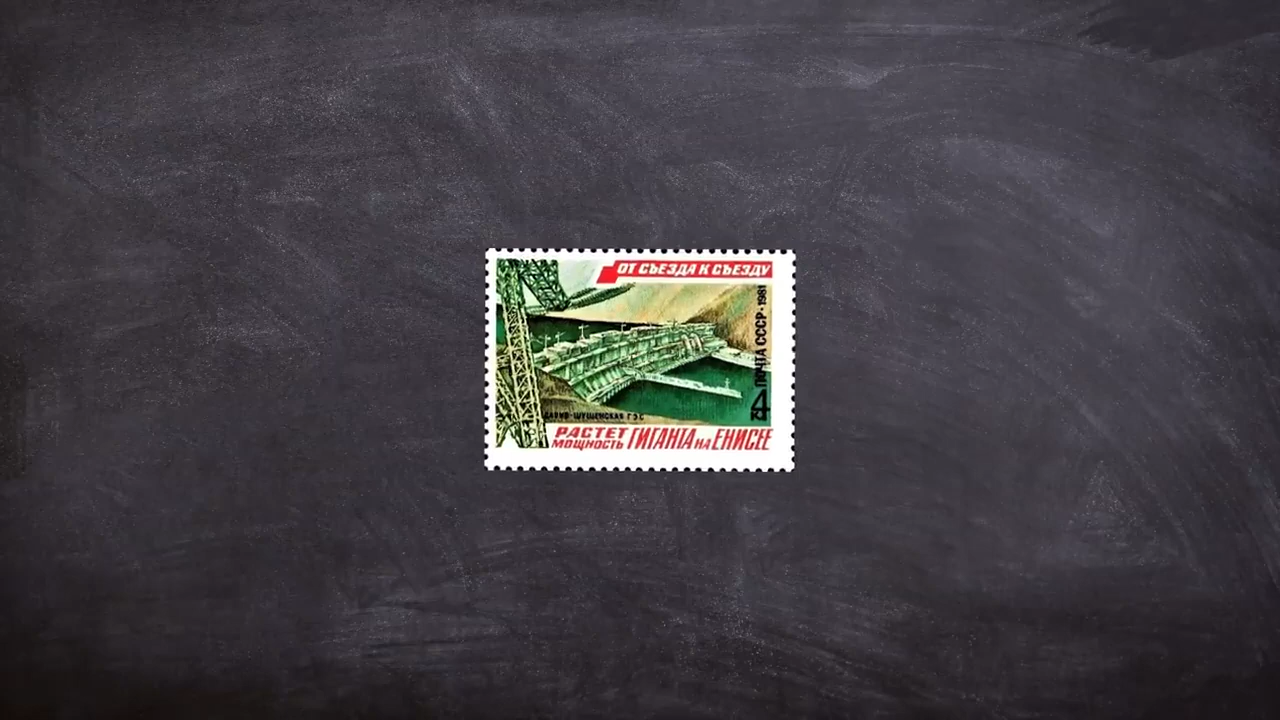 ОТ СЪЕЗДА К СЪЕЗДУ
ПОЧТА СССР · 1981
4
К
САЯНО-ШУШЕНСКАЯ ГЭС
РАСТЕТ
МОЩНОСТЬ ГИГАНТА НА ЕНИСЕЕ